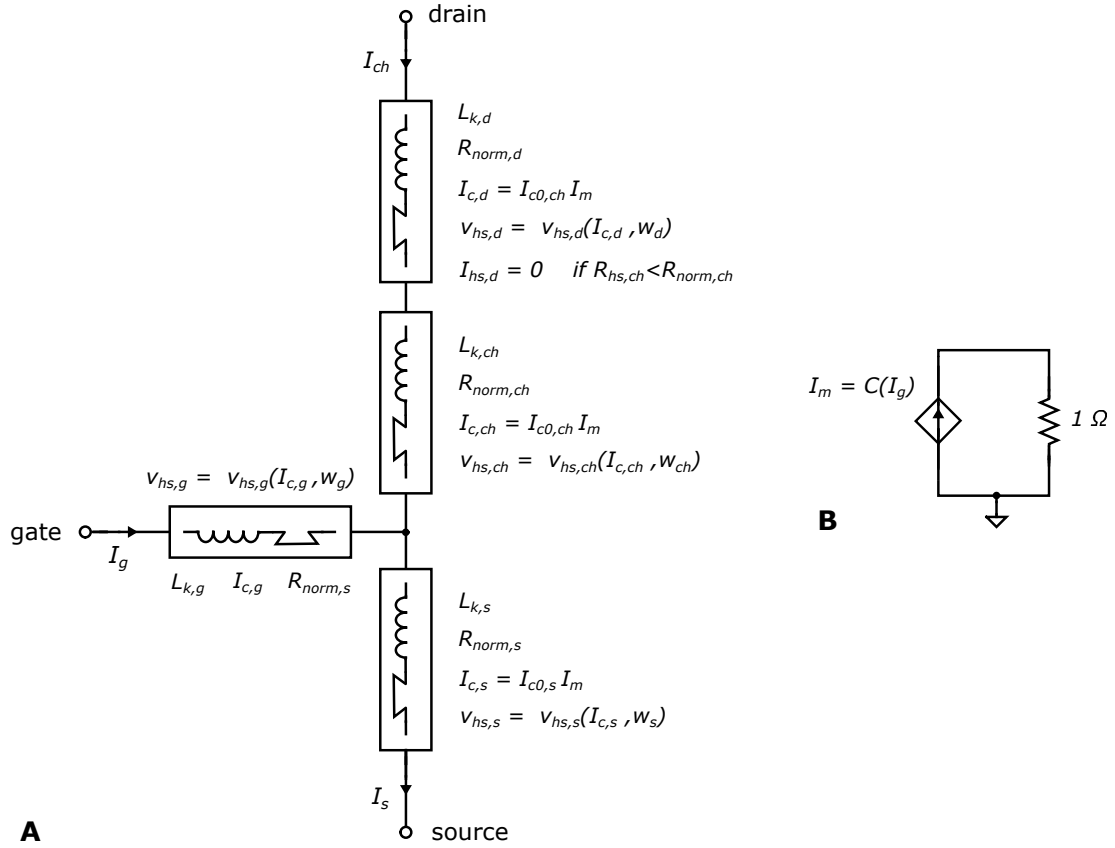 drain
I_ch
L_k,d
R_norm,d
I_c,d = I_c0,ch I_m
v_hs,d = v_hs,d(I_c,d ,w_d)
I_hs,d = 0 if R_hs,ch<R_norm,ch
L_k,ch
R_norm,ch
I_c,ch = I_c0,ch I_m
v_hs,ch = v_hs,ch(I_c,ch ,w_ch)
v_hs,g = v_hs,g(I_c,g ,w_g)
gate
I_g
L_k,g I_c,g R_norm,s
L_k,s
R_norm,s
I_c,s = I_c0,s I_m
v_hs,s = v_hs,s(I_c,s ,w_s)
I_s
source
A
I_m = C(I_g)
1 Ω
B